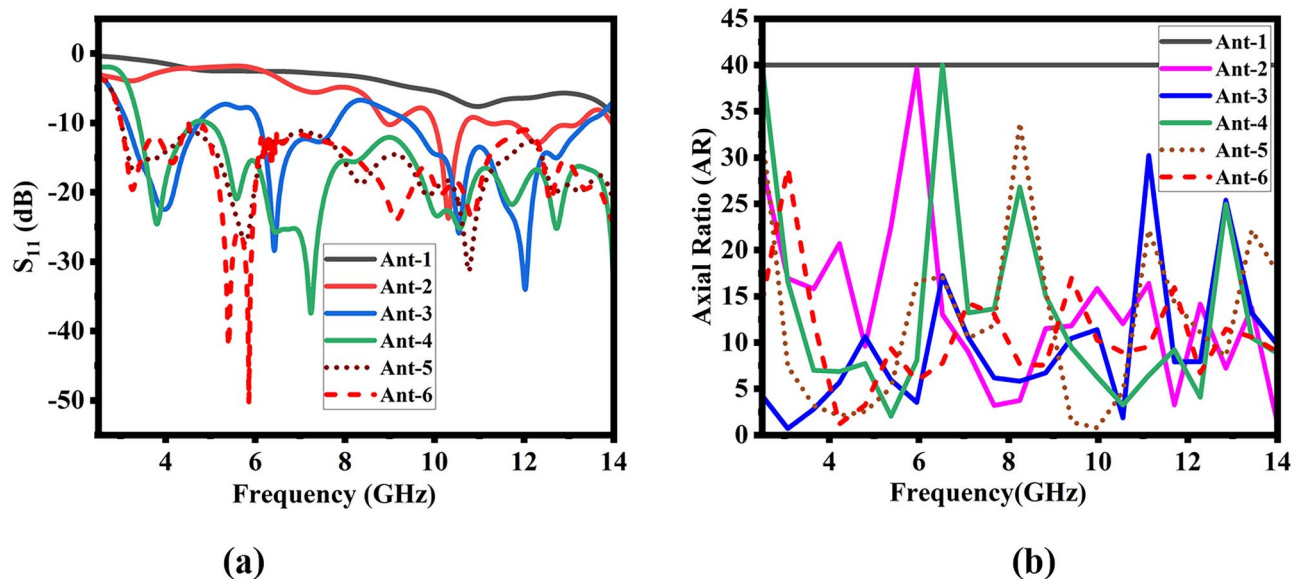 0
-10
-20
-30
-40
-50
S11 (dB)
4 6 8 10 12 14
Frequency (GHz)
Ant-1
Ant-2
Ant-3
Ant-4
Ant-5
Ant-6
(a)
45
40
35
30
25
20
15
10
5
0
Axial Ratio (AR)
4 6 8 10 12 14
Frequency(GHz)
Ant-1
Ant-2
Ant-3
Ant-4
Ant-5
Ant-6
(b)